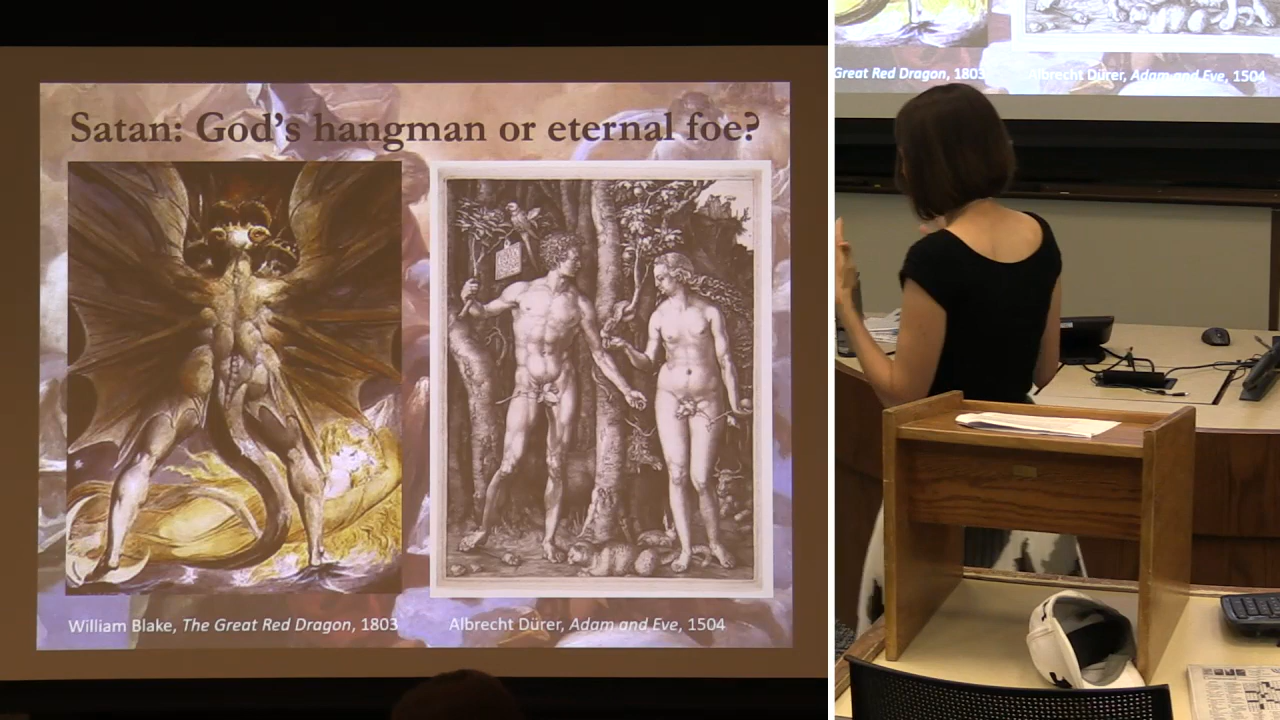 Satan: God's hangman or eternal foe?
William Blake, The Great Red Dragon, 1803
Albrecht Dürer, Adam and Eve, 1504
Great Red Dragon, 1803
Albrecht Dürer, Adam and Eve, 1504